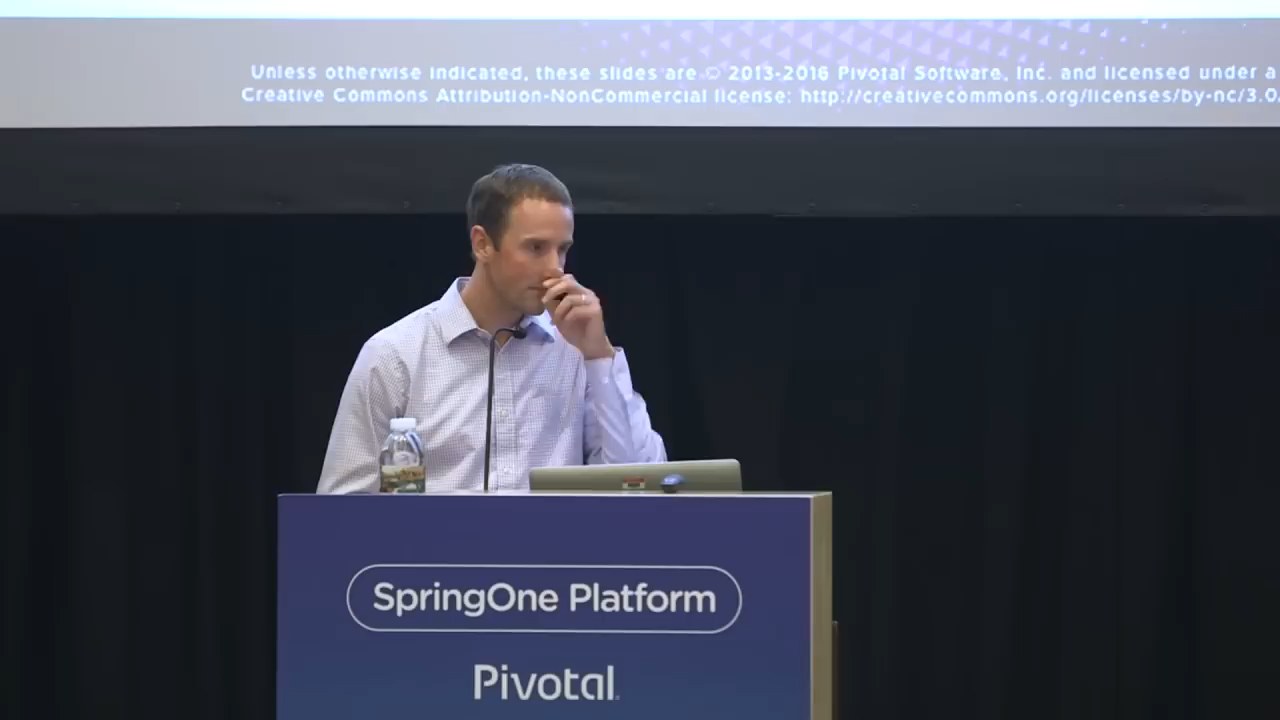 Unless otherwise indicated, these slides are © 2013-2016 Pivotal Software, Inc. and licensed under a
Creative Commons Attribution-NonCommercial license: http://creativecommons.org/licenses/by-nc/3.0/
SpringOne Platform
Pivotal